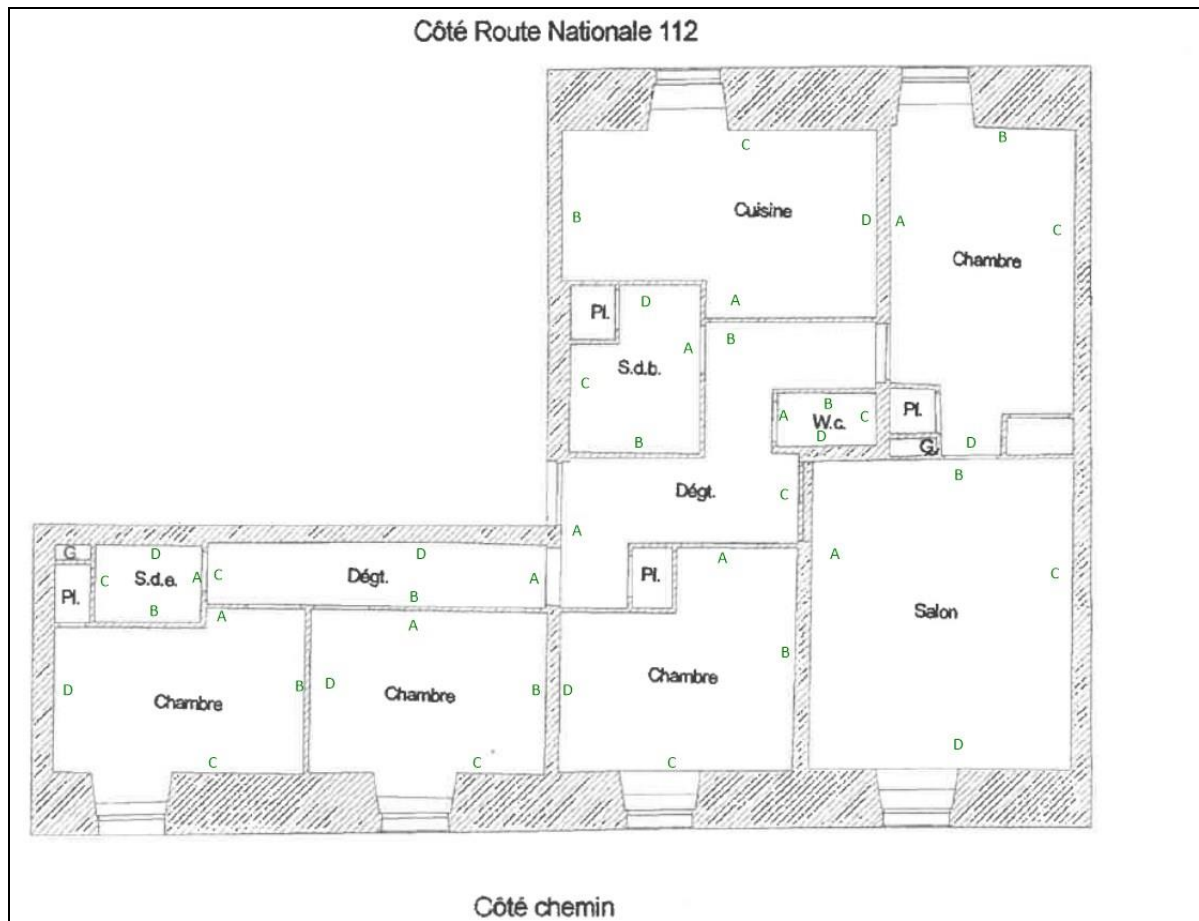 Côté Route Nationale 112
C
B
B
Cuisine
D
A
C
Chambre
A
D
B
Pl.
A
S.d.b.
C
B
B
A
C
W.c.
D
Pl.
G.
D
B
Dégt.
C
A
A
C
Salon
D
G.
D
C
S.d.e.
A
B
Pl.
C
D
Dégt.
A
B
A
D
Chambre
B
C
A
D
Chambre
B
C
Pl.
A
D
Chambre
B
C
Côté chemin